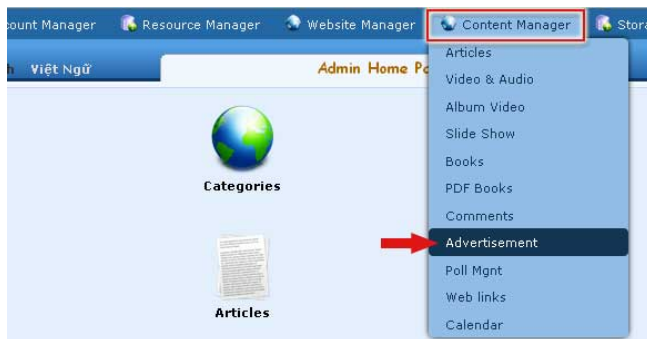 ount Manager Resource Manager Website Manager Content Manager Stora
h Việt Ngữ Admin Home Pa
Articles
Video & Audio
Album Video
Slide Show
Books
PDF Books
Comments
Advertisement
Poll Mgnt
Web links
Calendar
Categories
Articles